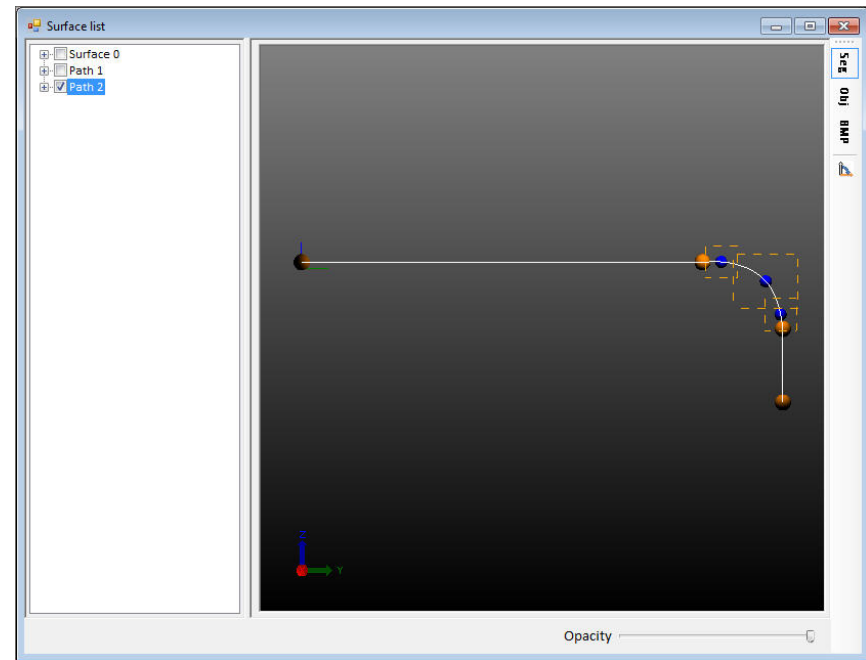 Surface list
Surface 0
Path 1
Path 2
Seg
Obj
BMP
Z
Y
Opacity